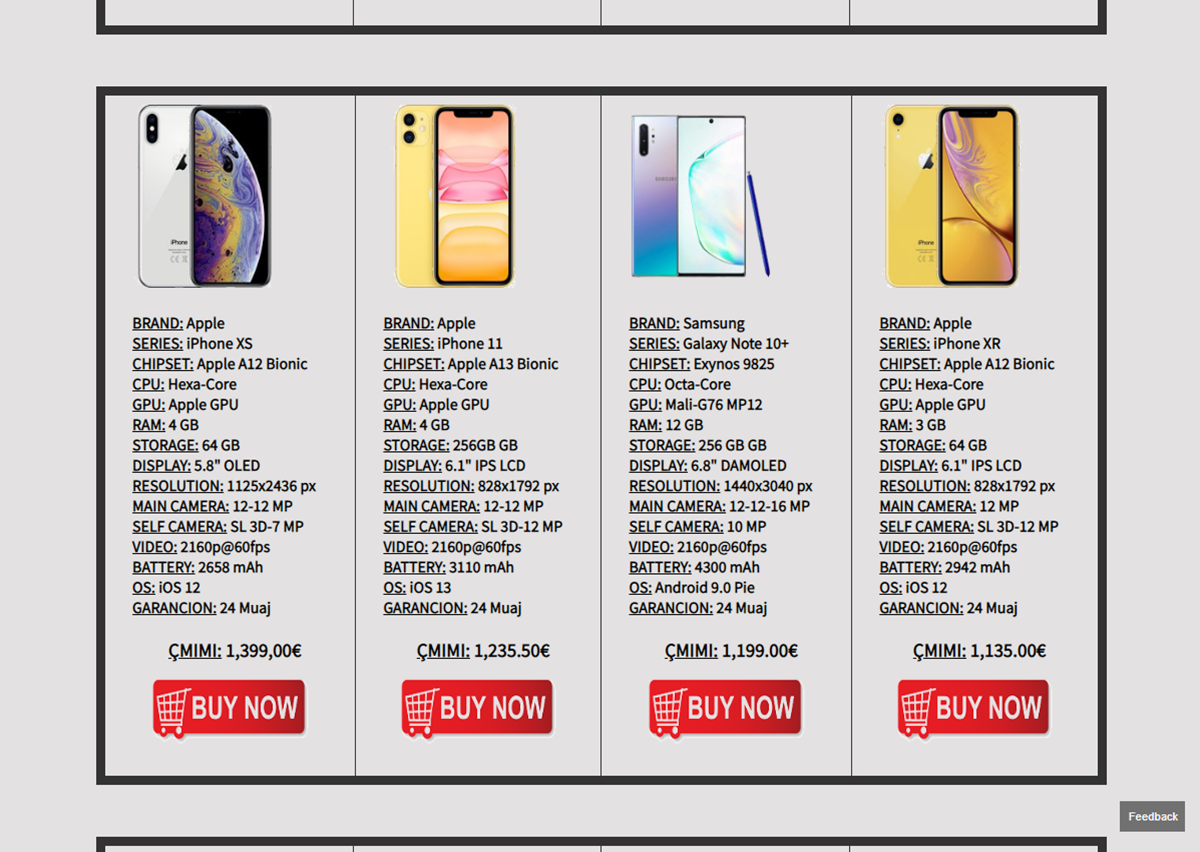 iPhone
SAMSUNG
iPhone
BRAND: Apple
SERIES: iPhone XS
CHIPSET: Apple A12 Bionic
CPU: Hexa-Core
GPU: Apple GPU
RAM: 4 GB
STORAGE: 64 GB
DISPLAY: 5.8" OLED
RESOLUTION: 1125x2436 px
MAIN CAMERA: 12-12 MP
SELF CAMERA: SL 3D-7 MP
VIDEO: 2160p@60fps
BATTERY: 2658 mAh
OS: iOS 12
GARANCION: 24 Muaj
ÇMIMI: 1,399,00€
BUY NOW
BRAND: Apple
SERIES: iPhone 11
CHIPSET: Apple A13 Bionic
CPU: Hexa-Core
GPU: Apple GPU
RAM: 4 GB
STORAGE: 256GB GB
DISPLAY: 6.1" IPS LCD
RESOLUTION: 828x1792 px
MAIN CAMERA: 12-12 MP
SELF CAMERA: SL 3D-12 MP
VIDEO: 2160p@60fps
BATTERY: 3110 mAh
OS: iOS 13
GARANCION: 24 Muaj
ÇMIMI: 1,235.50€
BUY NOW
BRAND: Samsung
SERIES: Galaxy Note 10+
CHIPSET: Exynos 9825
CPU: Octa-Core
GPU: Mali-G76 MP12
RAM: 12 GB
STORAGE: 256 GB GB
DISPLAY: 6.8" DAMOLED
RESOLUTION: 1440x3040 px
MAIN CAMERA: 12-12-16 MP
SELF CAMERA: 10 MP
VIDEO: 2160p@60fps
BATTERY: 4300 mAh
OS: Android 9.0 Pie
GARANCION: 24 Muaj
ÇMIMI: 1,199.00€
BUY NOW
BRAND: Apple
SERIES: iPhone XR
CHIPSET: Apple A12 Bionic
CPU: Hexa-Core
GPU: Apple GPU
RAM: 3 GB
STORAGE: 64 GB
DISPLAY: 6.1" IPS LCD
RESOLUTION: 828x1792 px
MAIN CAMERA: 12 MP
SELF CAMERA: SL 3D-12 MP
VIDEO: 2160p@60fps
BATTERY: 2942 mAh
OS: iOS 12
GARANCION: 24 Muaj
ÇMIMI: 1,135.00€
BUY NOW
Feedback